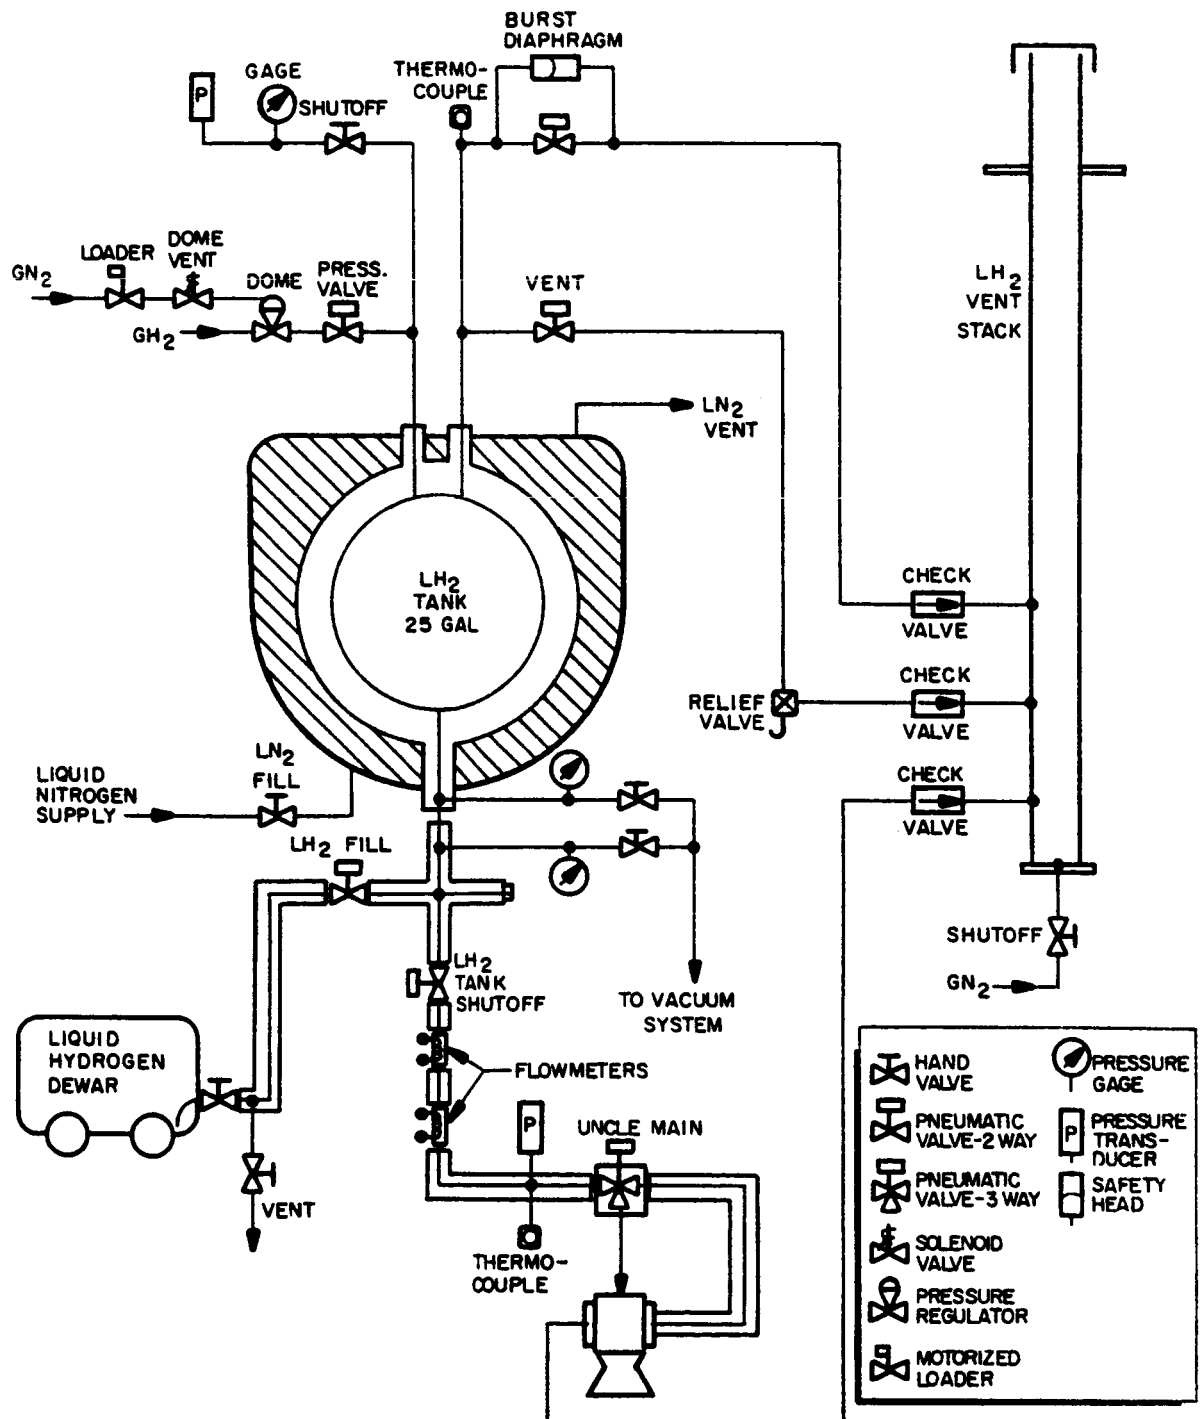 BURST
DIAPHRAGM
THERMO-
COUPLE
GAGE
SHUTOFF
P
LOADER
DOME
VENT
GN2
DOME
PRESS.
VALVE
GH2
VENT
LH2
VENT
STACK
LN2
VENT
LH2
TANK
25 GAL
CHECK
VALVE
CHECK
VALVE
RELIEF
VALVE
CHECK
VALVE
LN2
FILL
LIQUID
NITROGEN
SUPPLY
LH2 FILL
SHUTOFF
GN2
LH2
TANK
SHUTOFF
TO VACUUM
SYSTEM
LIQUID
HYDROGEN
DEWAR
FLOWMETERS
P
UNCLE MAIN
VENT
THERMO-
COUPLE
HAND
VALVE
PNEUMATIC
VALVE-2 WAY
PNEUMATIC
VALVE-3 WAY
SOLENOID
VALVE
PRESSURE
REGULATOR
MOTORIZED
LOADER
PRESSURE
GAGE
P
PRESSURE
TRANS-
DUCER
SAFETY
HEAD